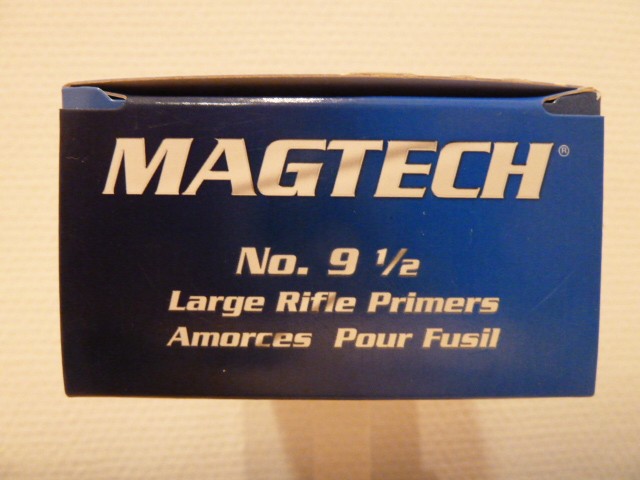 MAGTECH®
No. 9 ½
Large Rifle Primers
Amorces Pour Fusil